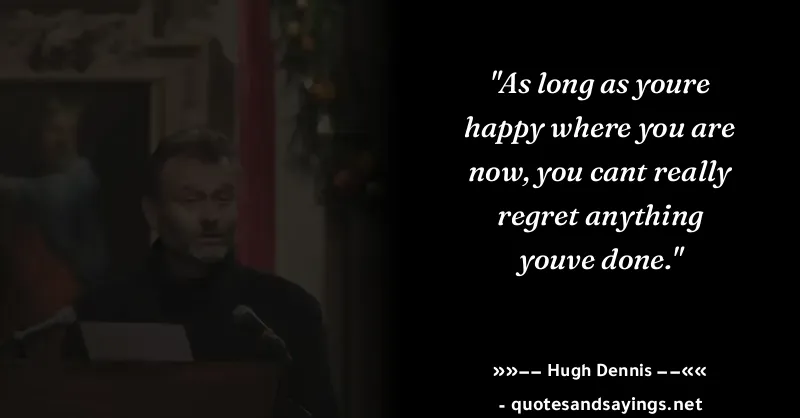 "As long as youre
happy where you are
now, you cant really
regret anything
youve done."
»»−− Hugh Dennis −−««
- quotesandsayings.net